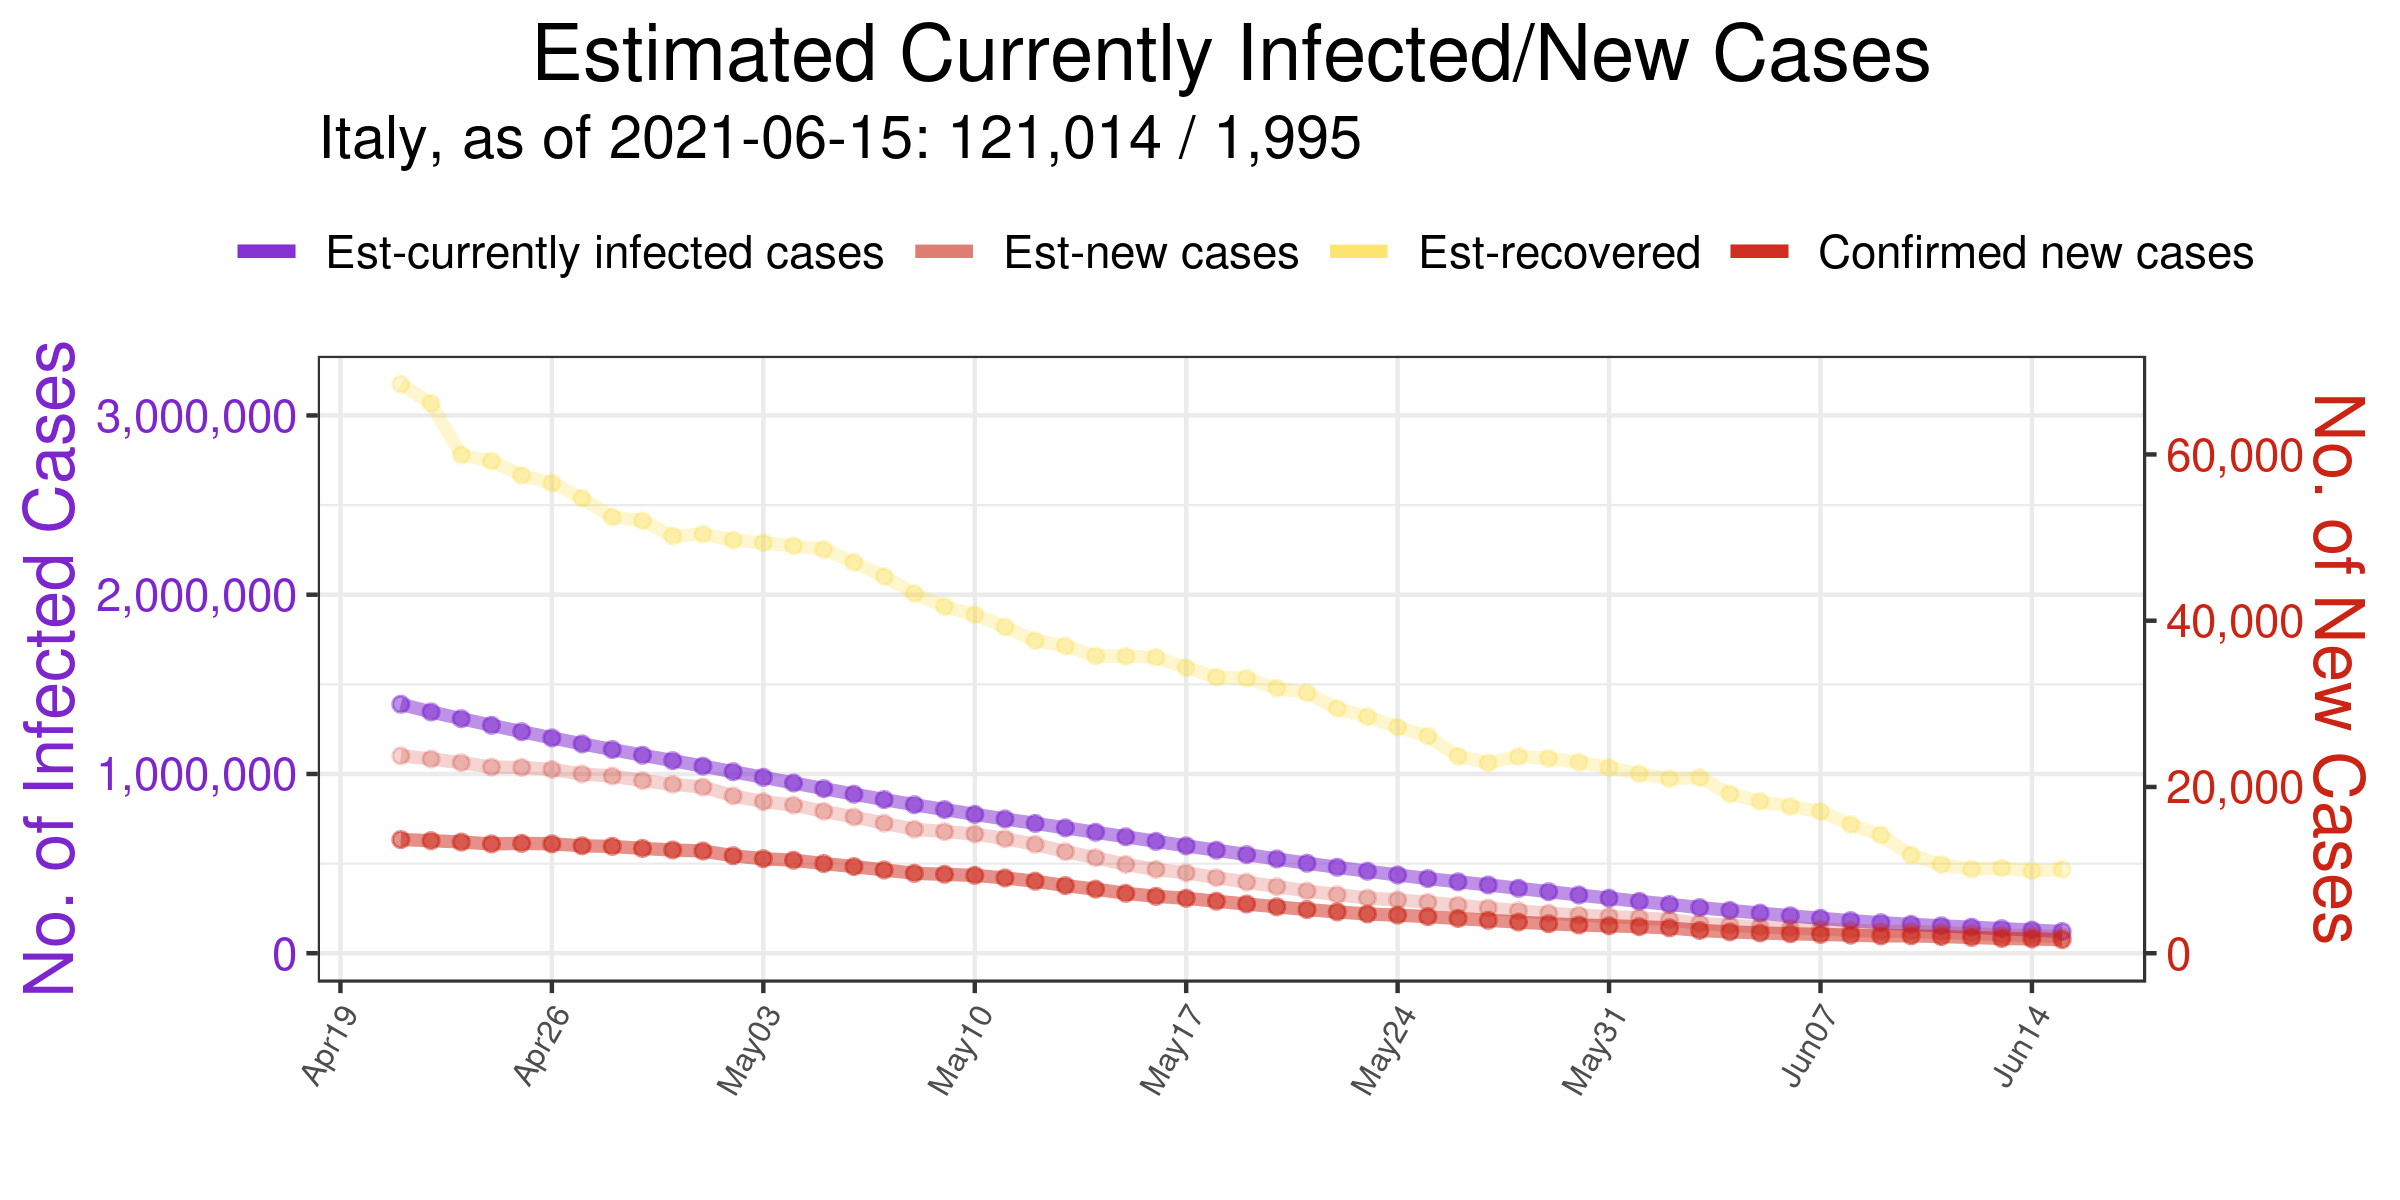 Estimated Currently Infected/New Cases
Italy, as of 2021-06-15: 121,014 / 1,995
Est-currently infected cases Est-new cases Est-recovered Confirmed new cases
No. of Infected Cases
3,000,000
2,000,000
1,000,000
0
60,000
40,000
20,000
0
No. of New Cases
Apr19 Apr26 May03 May10 May17 May24 May31 Jun07 Jun14